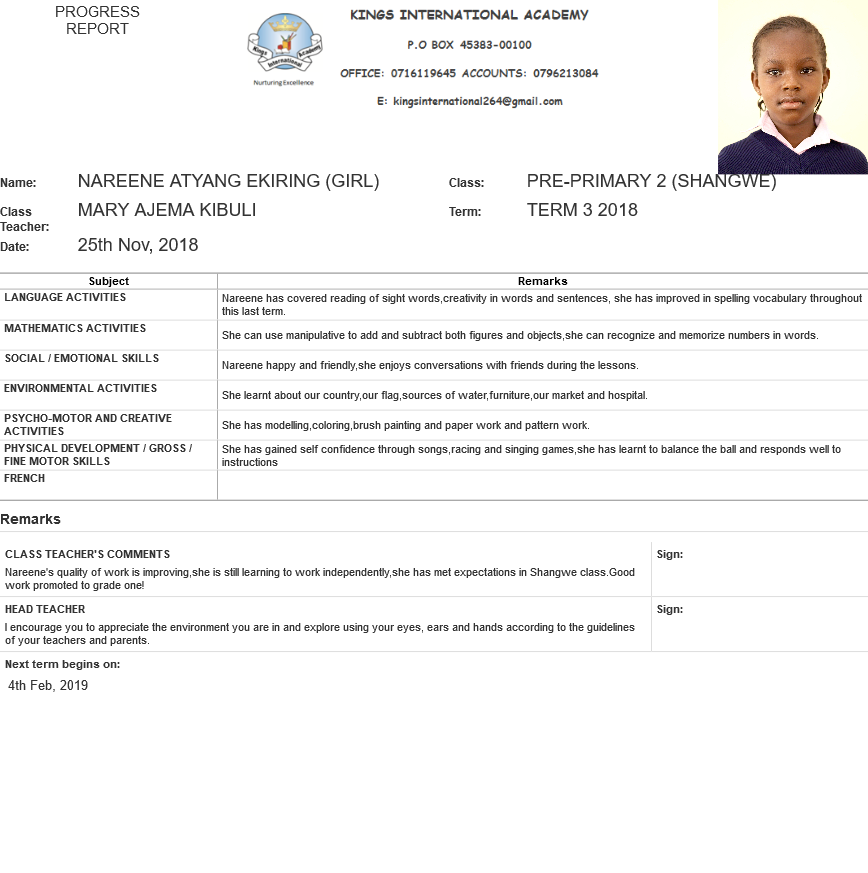 PROGRESS
REPORT
KINGS INTERNATIONAL ACADEMY
P.O BOX 45383-00100
OFFICE: 0716119645 ACCOUNTS: 0796213084
E: kingsinternational264@gmail.com
Kings Academy
International
Nurturing Excellence
Name: NAREENE ATYANG EKIRING (GIRL) Class: PRE-PRIMARY 2 (SHANGWE)
Class Teacher: MARY AJEMA KIBULI Term: TERM 3 2018
Date: 25th Nov, 2018
Subject Remarks
LANGUAGE ACTIVITIES
Nareene has covered reading of sight words,creativity in words and sentences, she has improved in spelling vocabulary throughout
this last term.
MATHEMATICS ACTIVITIES
She can use manipulative to add and subtract both figures and objects,she can recognize and memorize numbers in words.
SOCIAL / EMOTIONAL SKILLS
Nareene happy and friendly,she enjoys conversations with friends during the lessons.
ENVIRONMENTAL ACTIVITIES
She learnt about our country,our flag,sources of water,furniture,our market and hospital.
PSYCHO-MOTOR AND CREATIVE
ACTIVITIES
She has modelling,coloring,brush painting and paper work and pattern work.
PHYSICAL DEVELOPMENT / GROSS /
FINE MOTOR SKILLS
She has gained self confidence through songs,racing and singing games,she has learnt to balance the ball and responds well to
instructions
FRENCH
Remarks
CLASS TEACHER'S COMMENTS
Nareene's quality of work is improving,she is still learning to work independently,she has met expectations in Shangwe class.Good
work promoted to grade one!
Sign:
HEAD TEACHER
I encourage you to appreciate the environment you are in and explore using your eyes, ears and hands according to the guidelines
of your teachers and parents.
Sign:
Next term begins on:
4th Feb, 2019